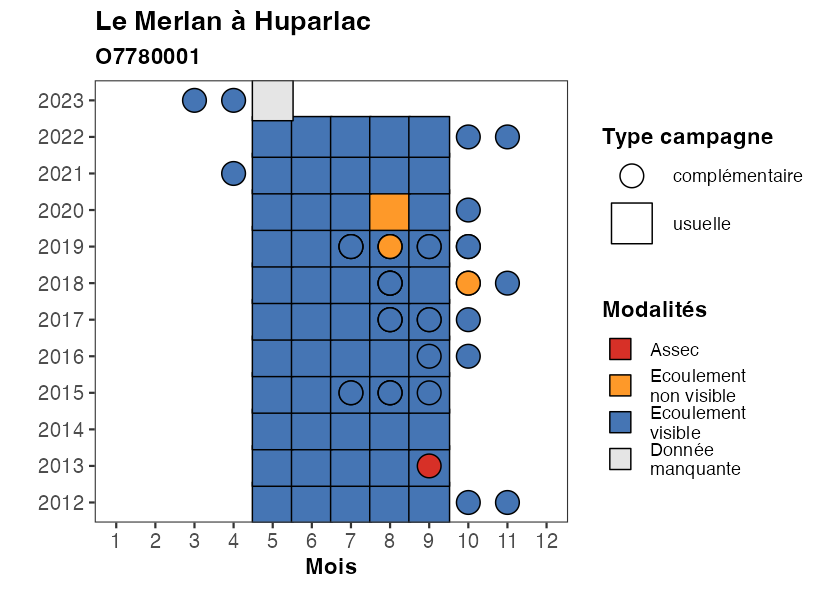 Le Merlan à Huparlac
O7780001
2023
2022
2021
2020
2019
2018
2017
2016
2015
2014
2013
2012
1 2 3 4 5 6 7 8 9 10 11 12
Mois
Type campagne
complémentaire
usuelle
Modalités
Assec
Ecoulement
non visible
Ecoulement
visible
Donnée
manquante